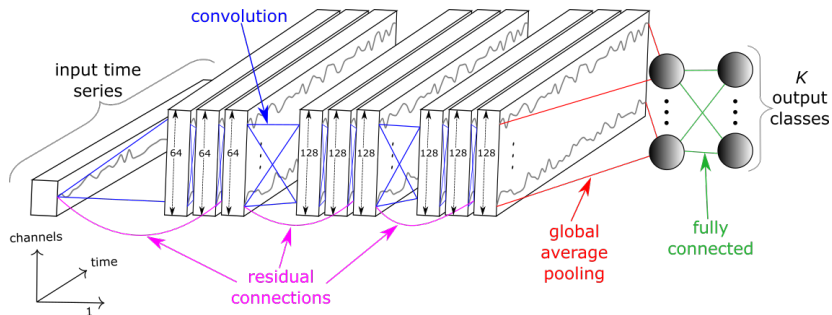 convolution
input time
series
64
64
64
128
128
128
128
128
128
K
output
classes
channels
time
1
residual
connections
global
average
pooling
fully
connected